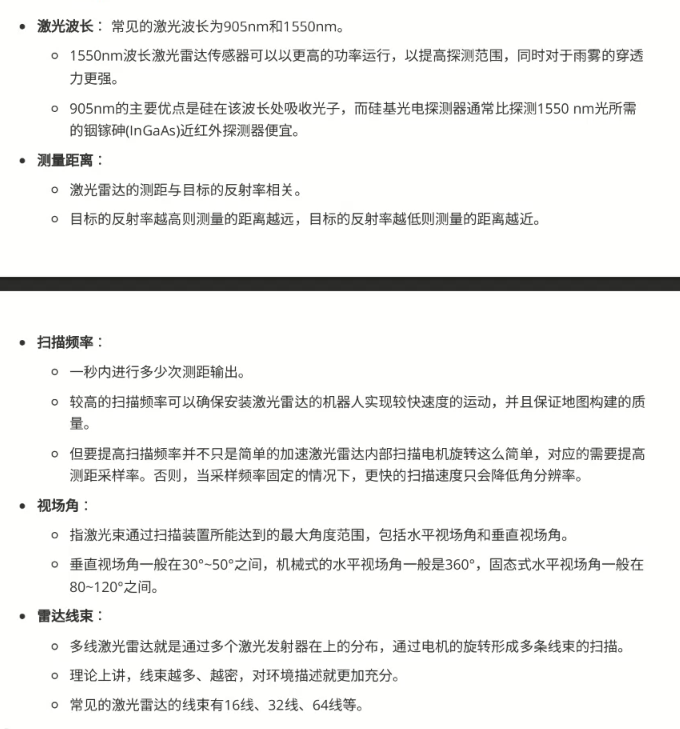 激光波长： 常见的激光波长为905nm和1550nm。
1550nm波长激光雷达传感器可以以更高的功率运行，以提高探测范围，同时对于雨雾的穿透
力更强。
905nm的主要优点是硅在该波长处吸收光子，而硅基光电探测器通常比探测1550 nm光所需
的铟镓砷(InGaAs)近红外探测器便宜。
测量距离：
激光雷达的测距与目标的反射率相关。
目标的反射率越高则测量的距离越远，目标的反射率越低则测量的距离越近。
扫描频率：
一秒内进行多少次测距输出。
较高的扫描频率可以确保安装激光雷达的机器人实现较快速度的运动，并且保证地图构建的质
量。
但要提高扫描频率并不只是简单的加速激光雷达内部扫描电机旋转这么简单，对应的需要提高
测距采样率。否则，当采样频率固定的情况下，更快的扫描速度只会降低角分辨率。
视场角：
指激光束通过扫描装置所能达到的最大角度范围，包括水平视场角和垂直视场角。
垂直视场角一般在30°~50°之间，机械式的水平视场角一般是360°，固态式水平视场角一般在
80~120°之间。
雷达线束：
多线激光雷达就是通过多个激光发射器在上的分布，通过电机的旋转形成多条线束的扫描。
理论上讲，线束越多、越密，对环境描述就更加充分。
常见的激光雷达的线束有16线、32线、64线等。